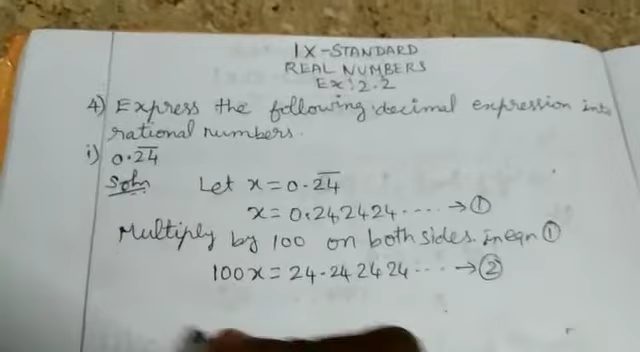 IX-STANDARD
REAL NUMBERS
Ex: 2.2
4) Express the following decimal expression into
rational numbers.
i) 0.2̅4̅
Soln Let x = 0.2̅4̅
x = 0.242424..... → ①
Multiply by 100 on both sides in eqn ①
100x = 24.242424... → ②